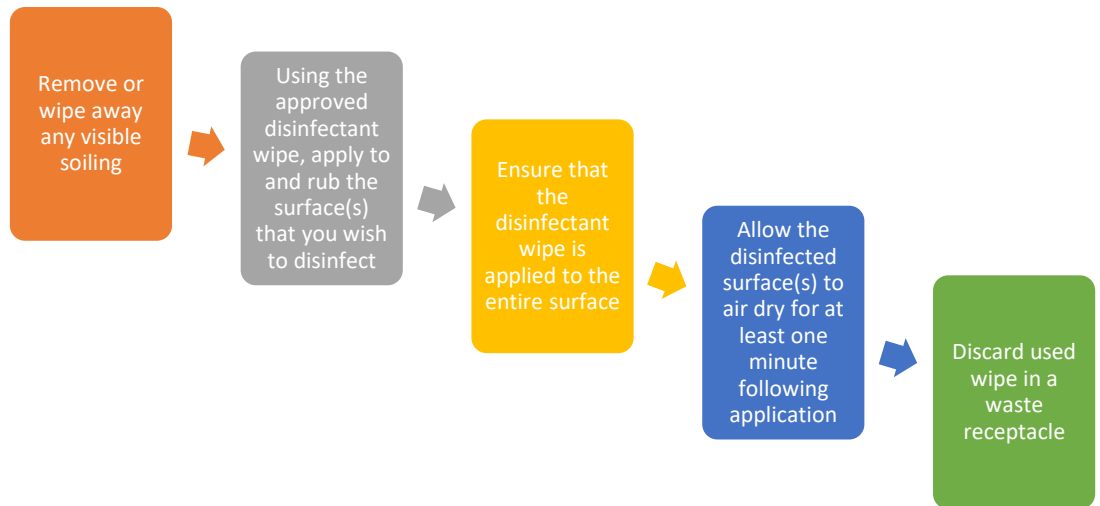 Remove or
wipe away
any visible
soiling
Using the
approved
disinfectant
wipe, apply to
and rub the
surface(s)
that you wish
to disinfect
Ensure that
the
disinfectant
wipe is
applied to the
entire surface
Allow the
disinfected
surface(s) to
air dry for at
least one
minute
following
application
Discard used
wipe in a
waste
receptacle